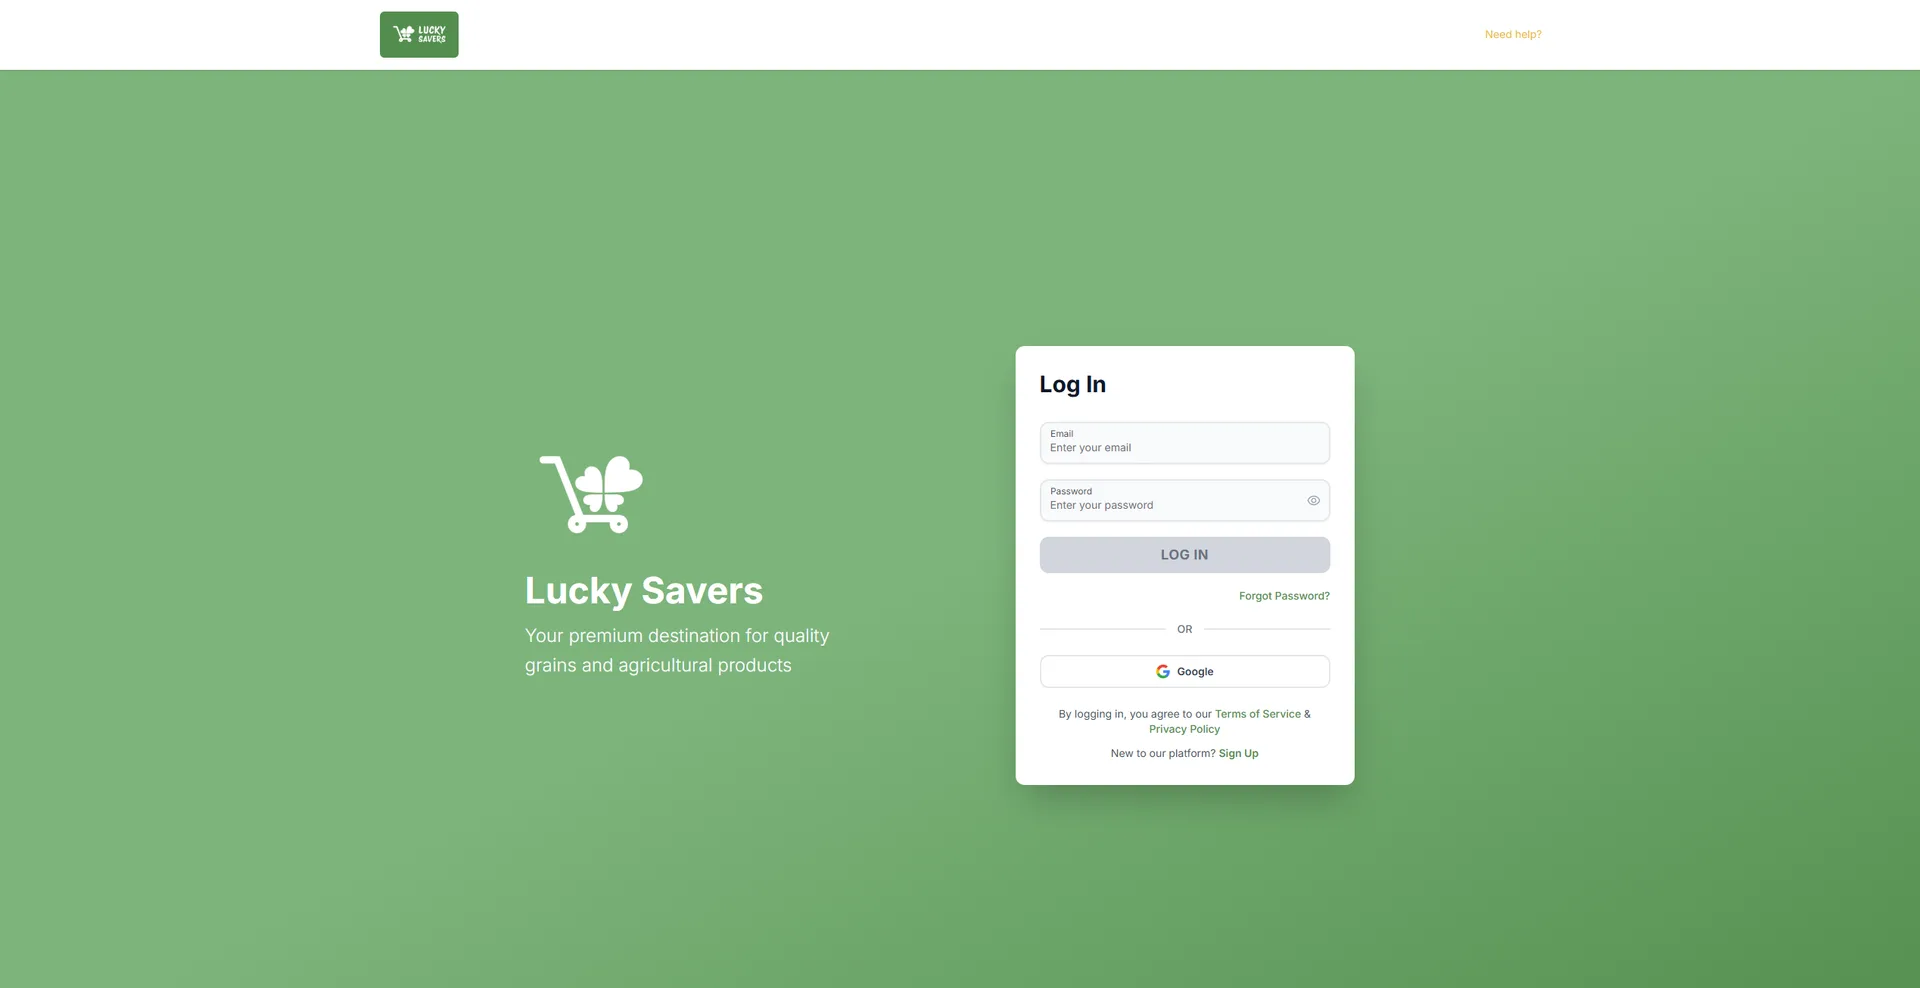 LUCKY
SAVERS
Need help?
Lucky Savers
Your premium destination for quality
grains and agricultural products
Log In
Email
Enter your email
Password
Enter your password
LOG IN
Forgot Password?
OR
Google
By logging in, you agree to our Terms of Service &
Privacy Policy
New to our platform? Sign Up